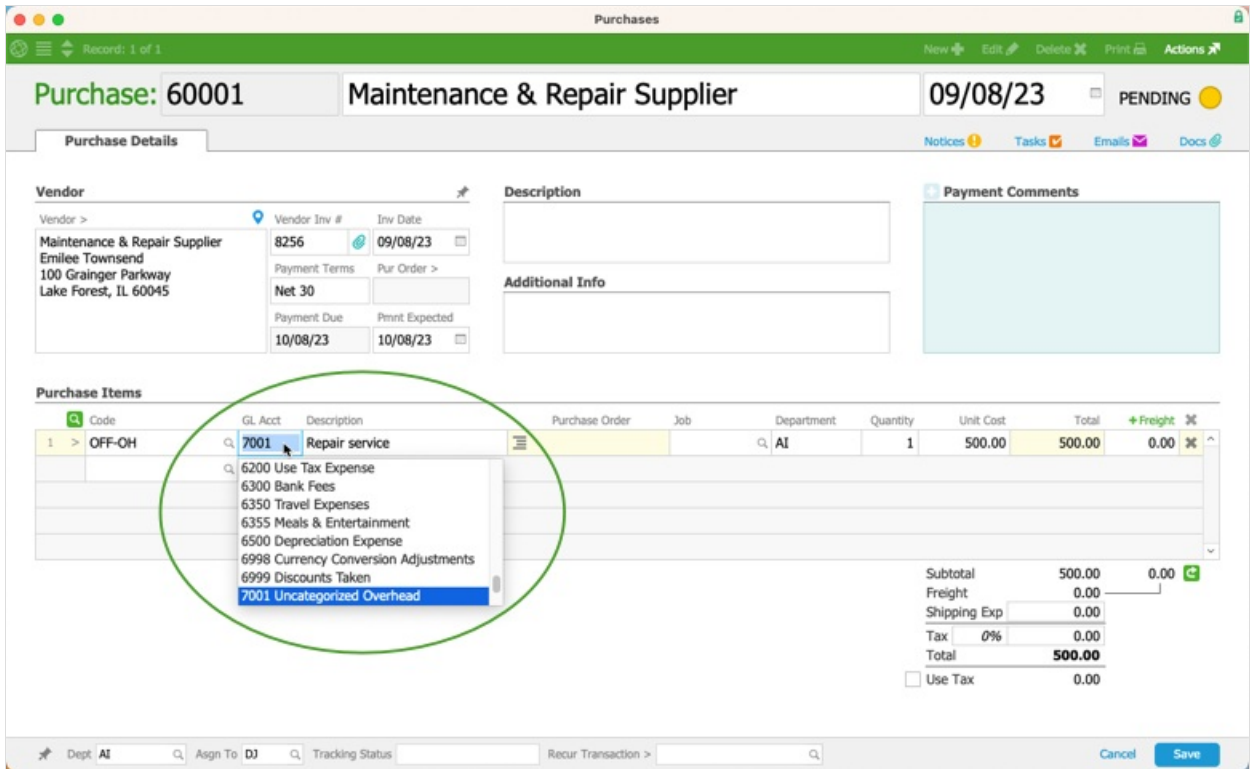 Purchases
Record: 1 of 1
New Edit Delete Print Actions
Purchase: 60001 Maintenance & Repair Supplier 09/08/23 PENDING
Purchase Details
Notices Tasks Emails Docs
Vendor Description Payment Comments
Vendor > Vendor Inv # Inv Date
Maintenance & Repair Supplier 8256 09/08/23
Emilee Townsend
100 Grainger Parkway Payment Terms Pur Order >
Lake Forest, IL 60045 Net 30
Additional Info
Payment Due Pmnt Expected
10/08/23 10/08/23
Purchase Items
Code GL Acct Description Purchase Order Job Department Quantity Unit Cost Total + Freight
1 > OFF-OH 7001 Repair service AI 1 500.00 500.00 0.00
6200 Use Tax Expense
6300 Bank Fees
6350 Travel Expenses
6355 Meals & Entertainment
6500 Depreciation Expense
6998 Currency Conversion Adjustments
6999 Discounts Taken
7001 Uncategorized Overhead
Subtotal 500.00 0.00
Freight 0.00
Shipping Exp 0.00
Tax 0% 0.00
Total 500.00
Use Tax 0.00
Dept AI Asgn To DJ Tracking Status Recur Transaction > Cancel Save